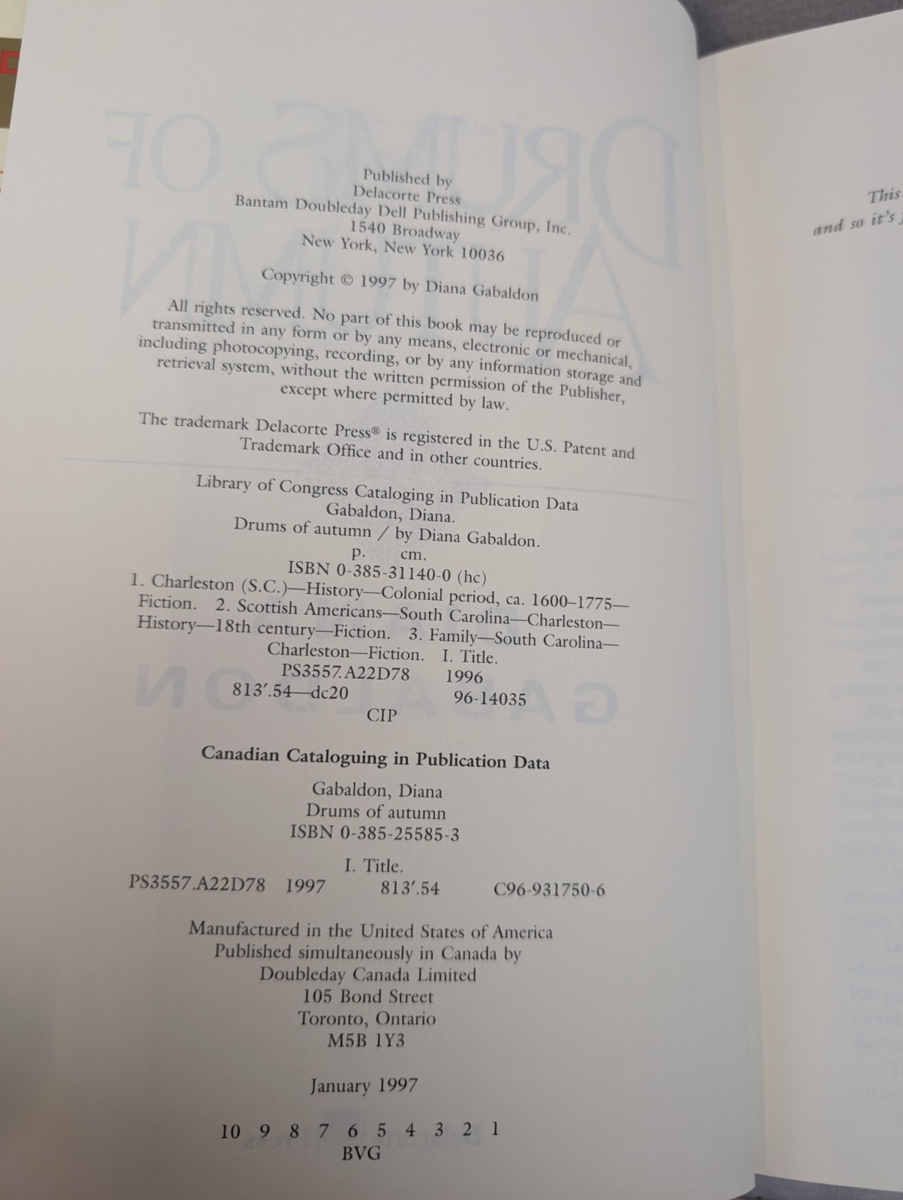 Published by
Delacorte Press
Bantam Doubleday Dell Publishing Group, Inc.
1540 Broadway
New York, New York 10036
Copyright © 1997 by Diana Gabaldon
All rights reserved. No part of this book may be reproduced or
transmitted in any form or by any means, electronic or mechanical,
including photocopying, recording, or by any information storage and
retrieval system, without the written permission of the Publisher,
except where permitted by law.
The trademark Delacorte Press® is registered in the U.S. Patent and
Trademark Office and in other countries.
Library of Congress Cataloging in Publication Data
Gabaldon, Diana.
Drums of autumn / by Diana Gabaldon.
p. cm.
ISBN 0-385-31140-0 (hc)
1. Charleston (S.C.)—History—Colonial period, ca. 1600–1775—
Fiction. 2. Scottish Americans—South Carolina—Charleston—
History—18th century—Fiction. 3. Family—South Carolina—
Charleston—Fiction. I. Title.
PS3557.A22D78 1996
813′.54—dc20 96-14035
CIP
Canadian Cataloguing in Publication Data
Gabaldon, Diana
Drums of autumn
ISBN 0-385-25585-3
I. Title.
PS3557.A22D78 1997 813′.54 C96-931750-6
Manufactured in the United States of America
Published simultaneously in Canada by
Doubleday Canada Limited
105 Bond Street
Toronto, Ontario
M5B 1Y3
January 1997
10 9 8 7 6 5 4 3 2 1
BVG
This
and so it's
DRUMS OF
AUTUMN
GABALDON